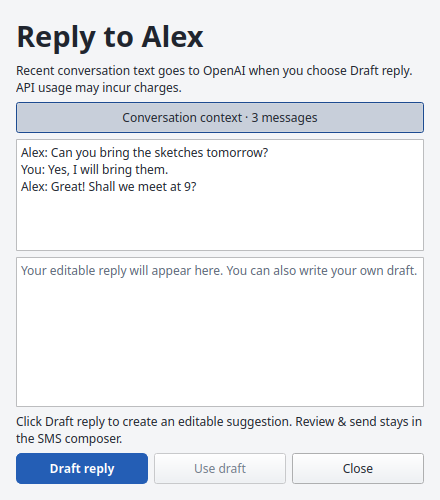 Reply to Alex
Recent conversation text goes to OpenAI when you choose Draft reply.
API usage may incur charges.
Conversation context · 3 messages
Alex: Can you bring the sketches tomorrow?
You: Yes, I will bring them.
Alex: Great! Shall we meet at 9?
Your editable reply will appear here. You can also write your own draft.
Click Draft reply to create an editable suggestion. Review & send stays in
the SMS composer.
Draft reply
Use draft
Close